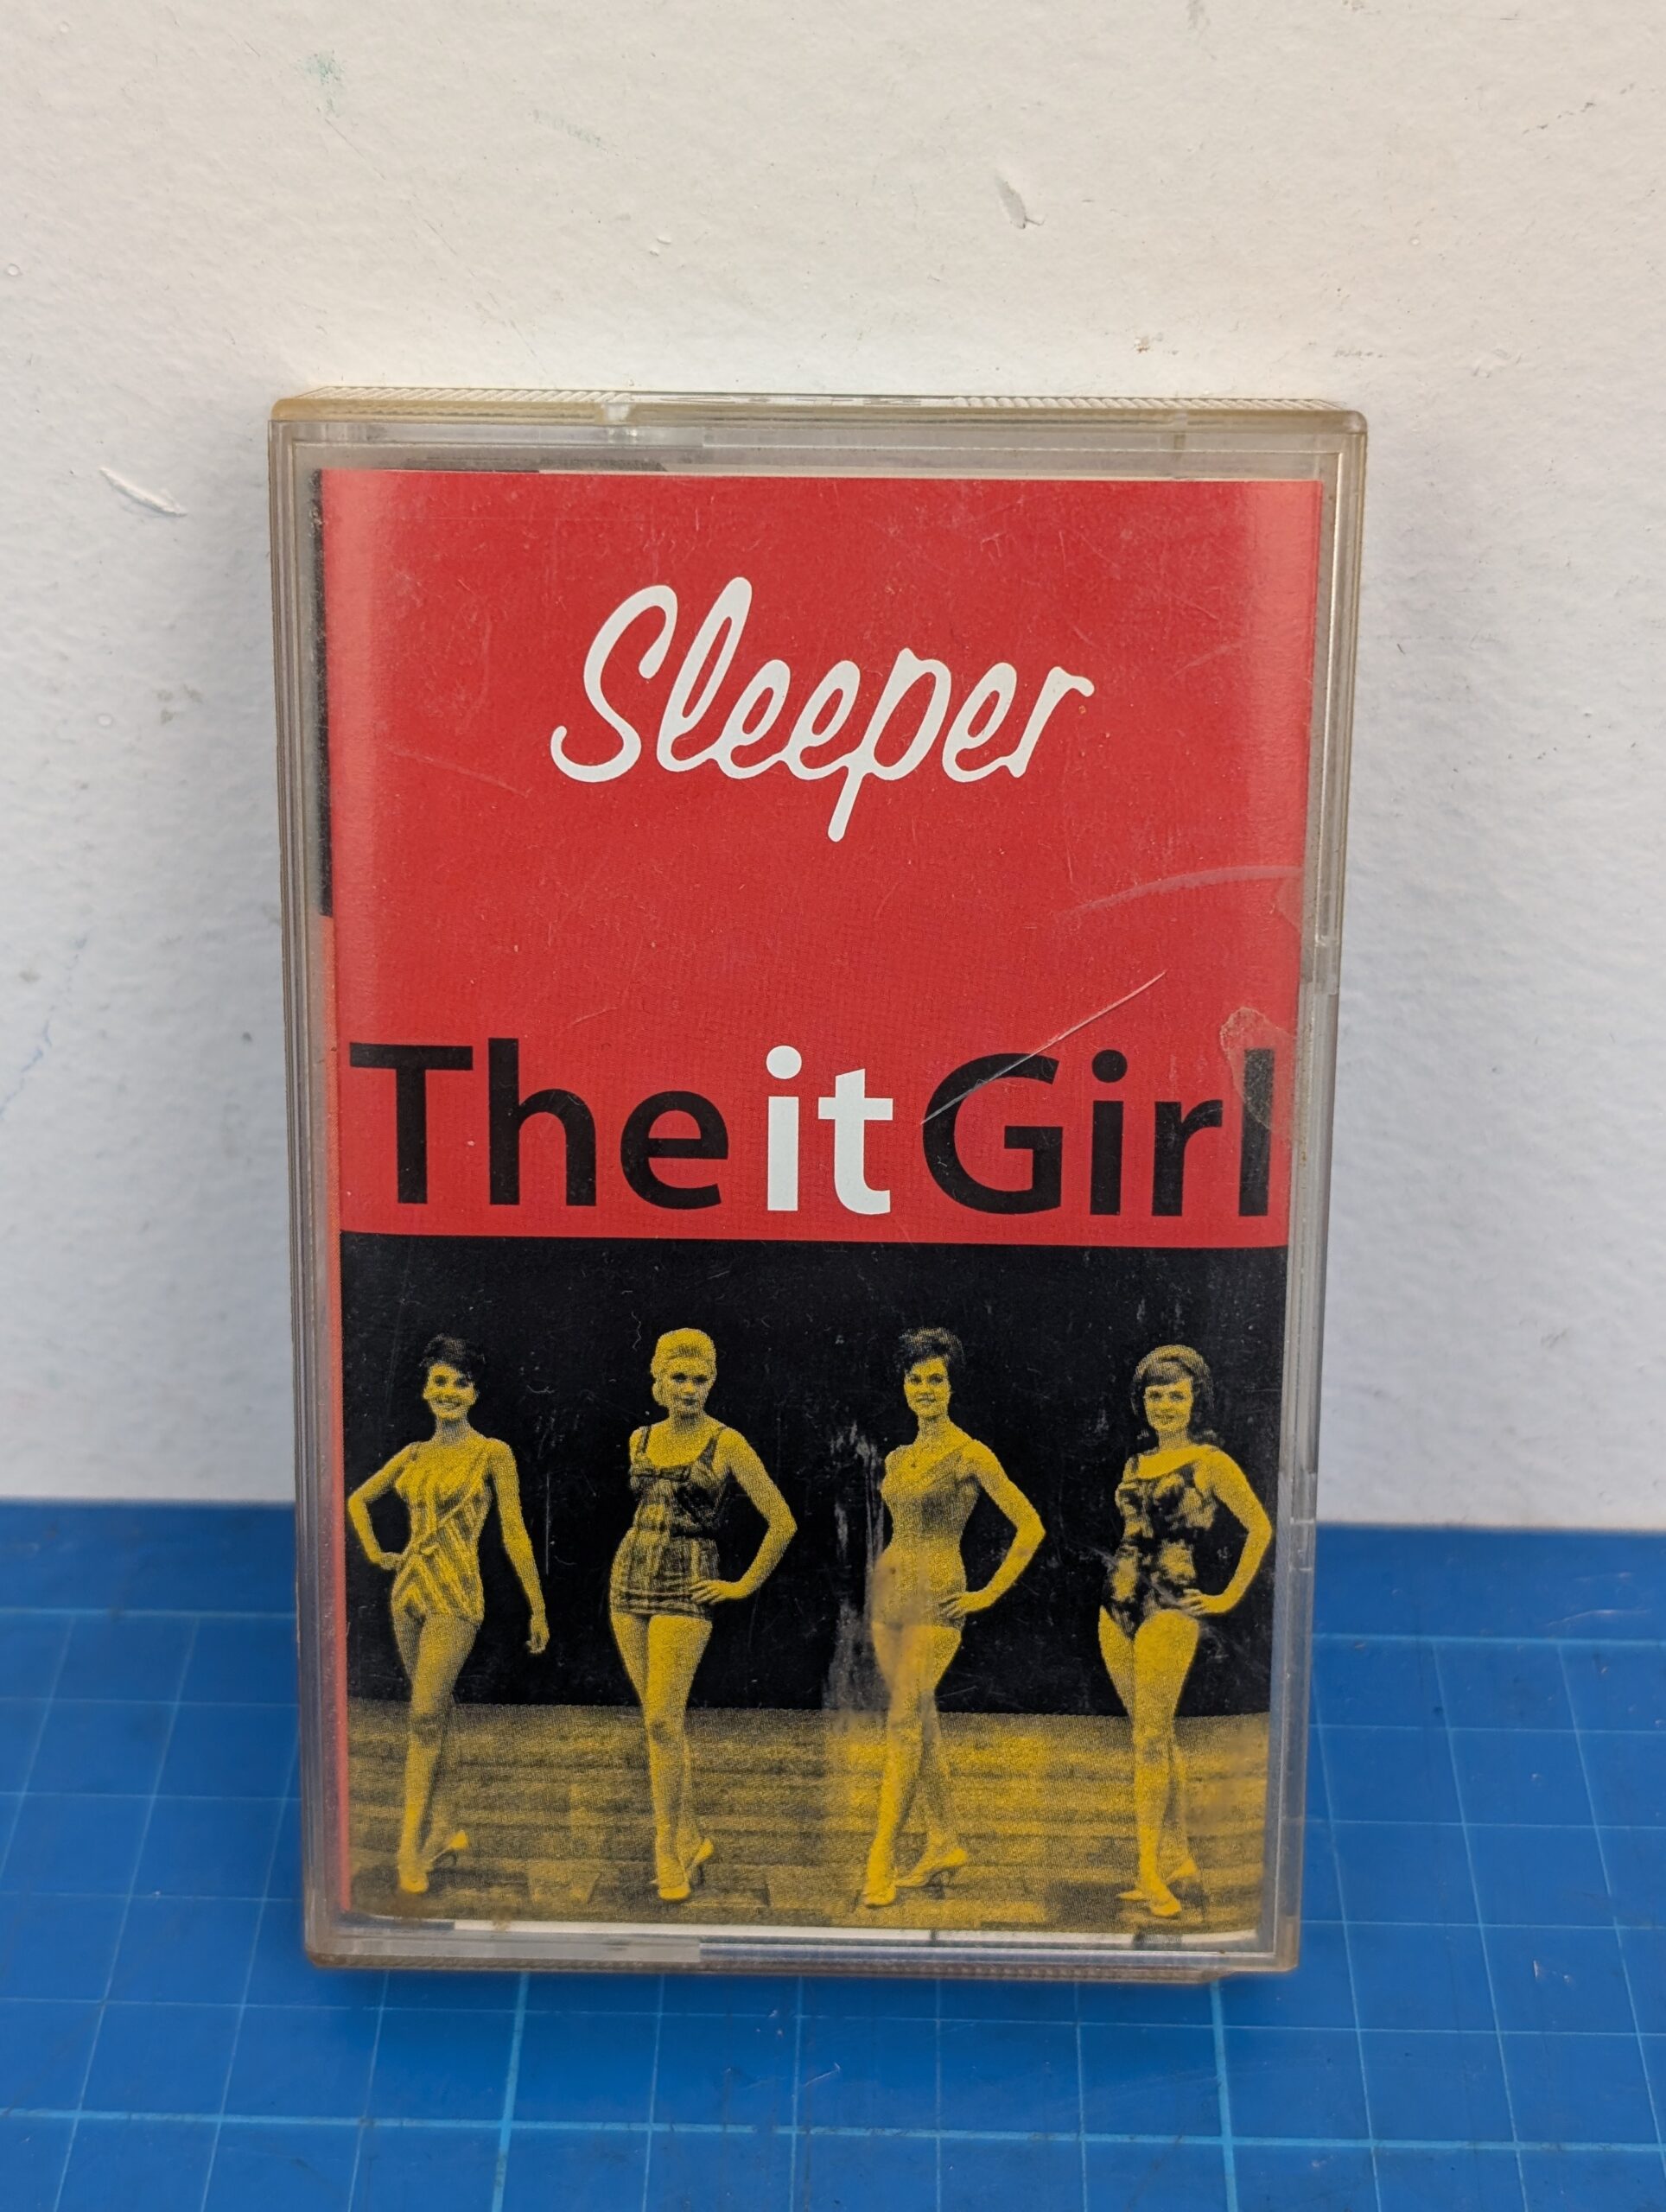 Sleeper
The it Girl